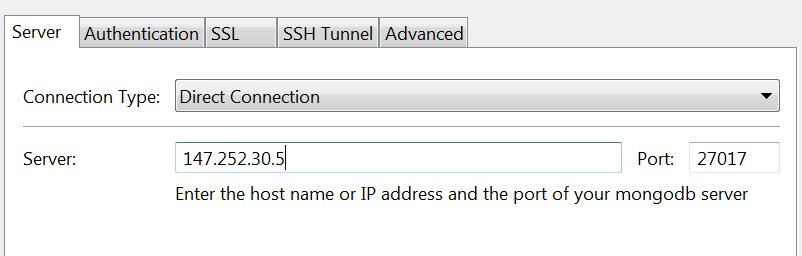 Server Authentication SSL SSH Tunnel Advanced
Connection Type: Direct Connection
Server: 147.252.30.5 Port: 27017
Enter the host name or IP address and the port of your mongodb server